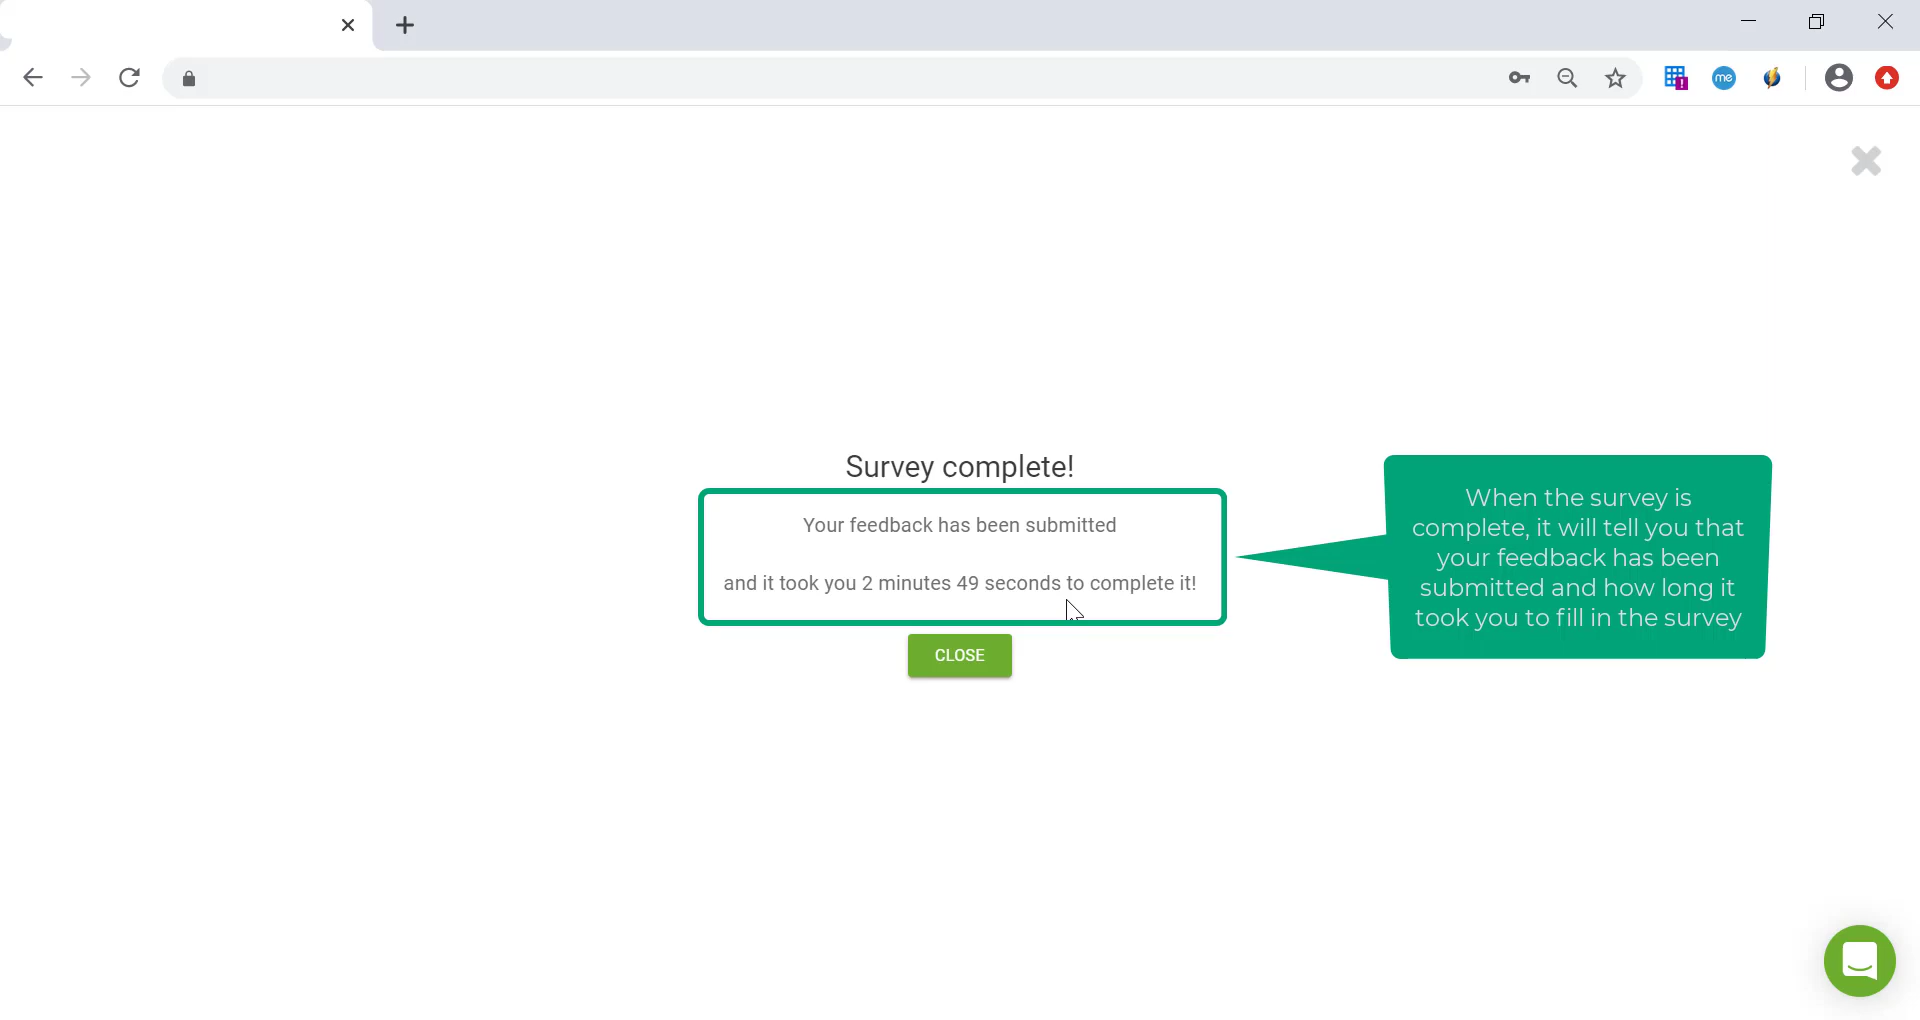 me
Survey complete!
Your feedback has been submitted
and it took you 2 minutes 49 seconds to complete it!
CLOSE
When the survey is
complete, it will tell you that
your feedback has been
submitted and how long it
took you to fill in the survey